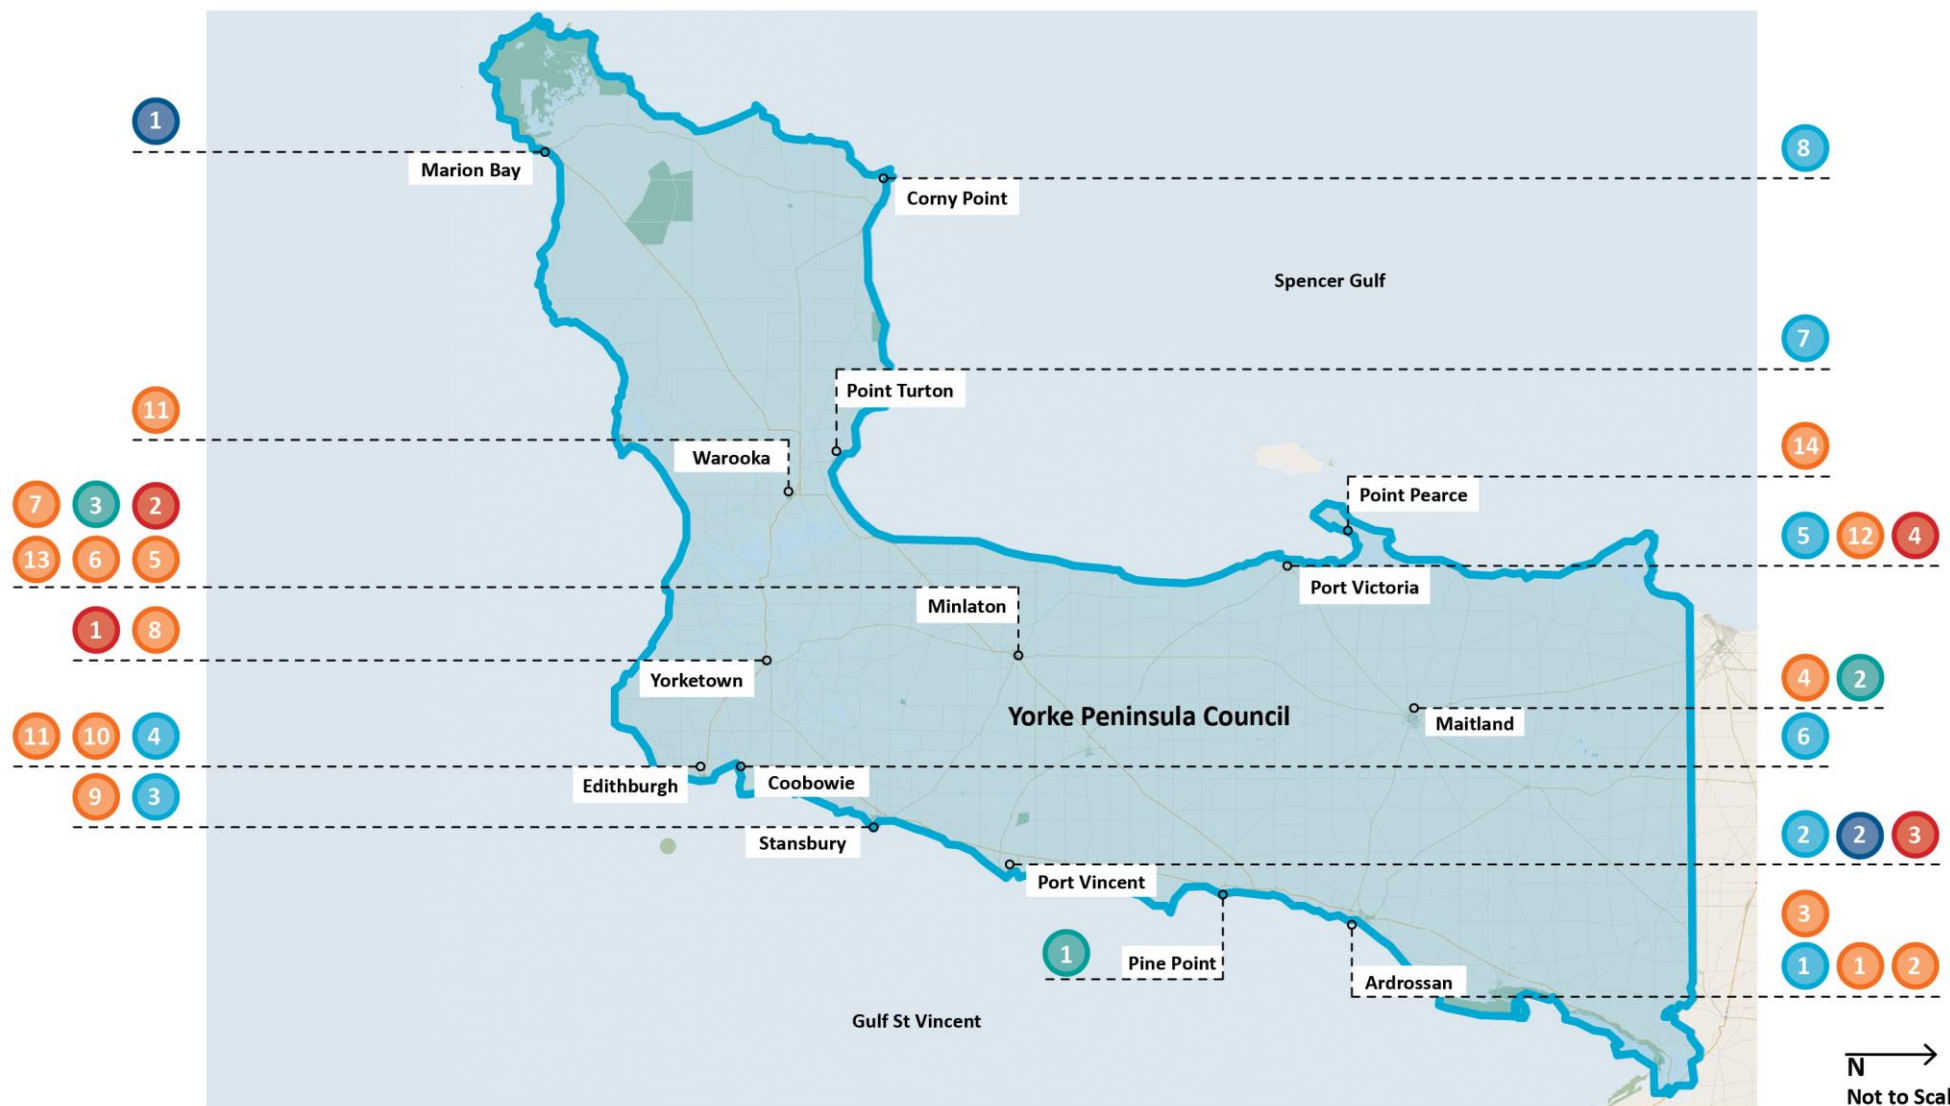 1
Marion Bay
8
Corny Point
Spencer Gulf
7
Point Turton
11
Warooka
14
Point Pearce
7 3 2
13 6 5
5 12 4
Port Victoria
Minlaton
1 8
Yorketown
4 2
Yorke Peninsula Council
Maitland
11 10 4
6
Edithburgh
Coobowie
9 3
Stansbury
2 2 3
Port Vincent
3
1
Pine Point
1 1 2
Ardrossan
Gulf St Vincent
N
Not to Scal